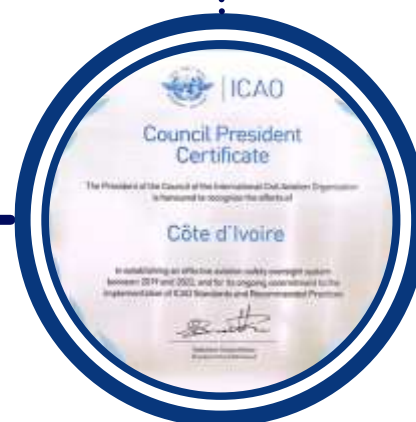 ICAO
Council President
Certificate
The President of the Council of the International Civil Aviation Organization
is honoured to recognize the efforts of
Côte d'Ivoire
in establishing an effective aviation safety oversight system
between 2019 and 2022, and for its ongoing commitment to the
implementation of ICAO Standards and Recommended Practices